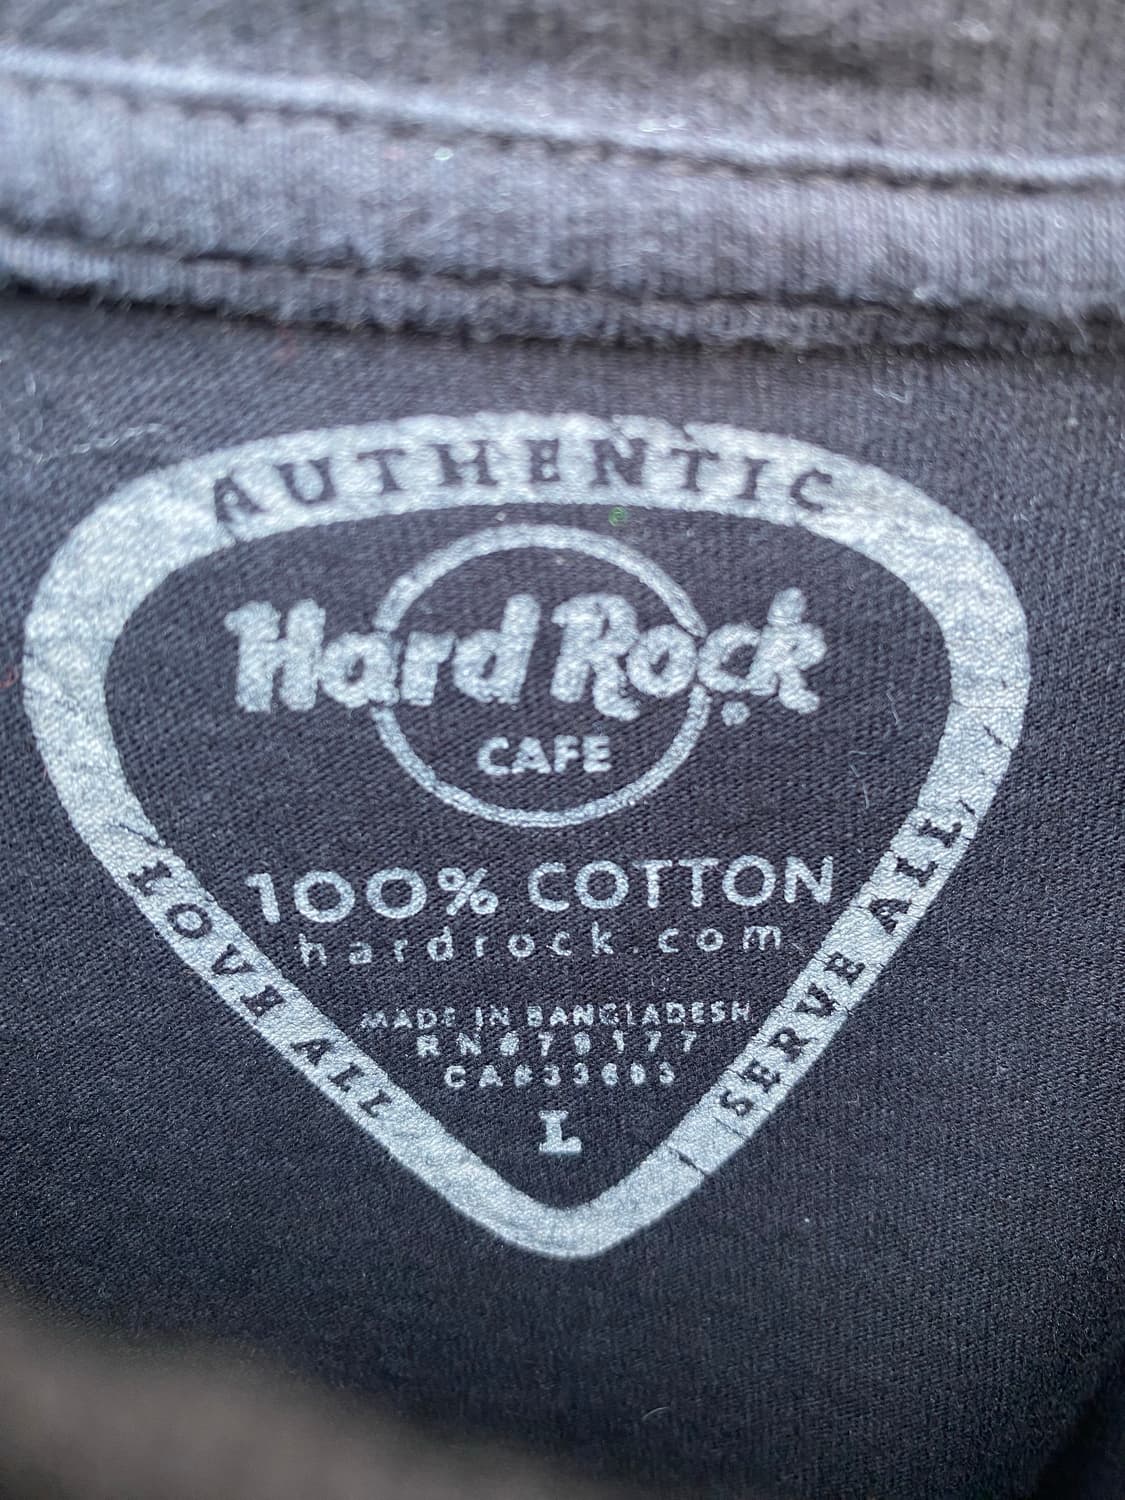 AUTHENTIC
Hard Rock
CAFE
100% COTTON
hardrock.com
MADE IN BANGLADESH
L
LOVE ALL
SERVE ALL